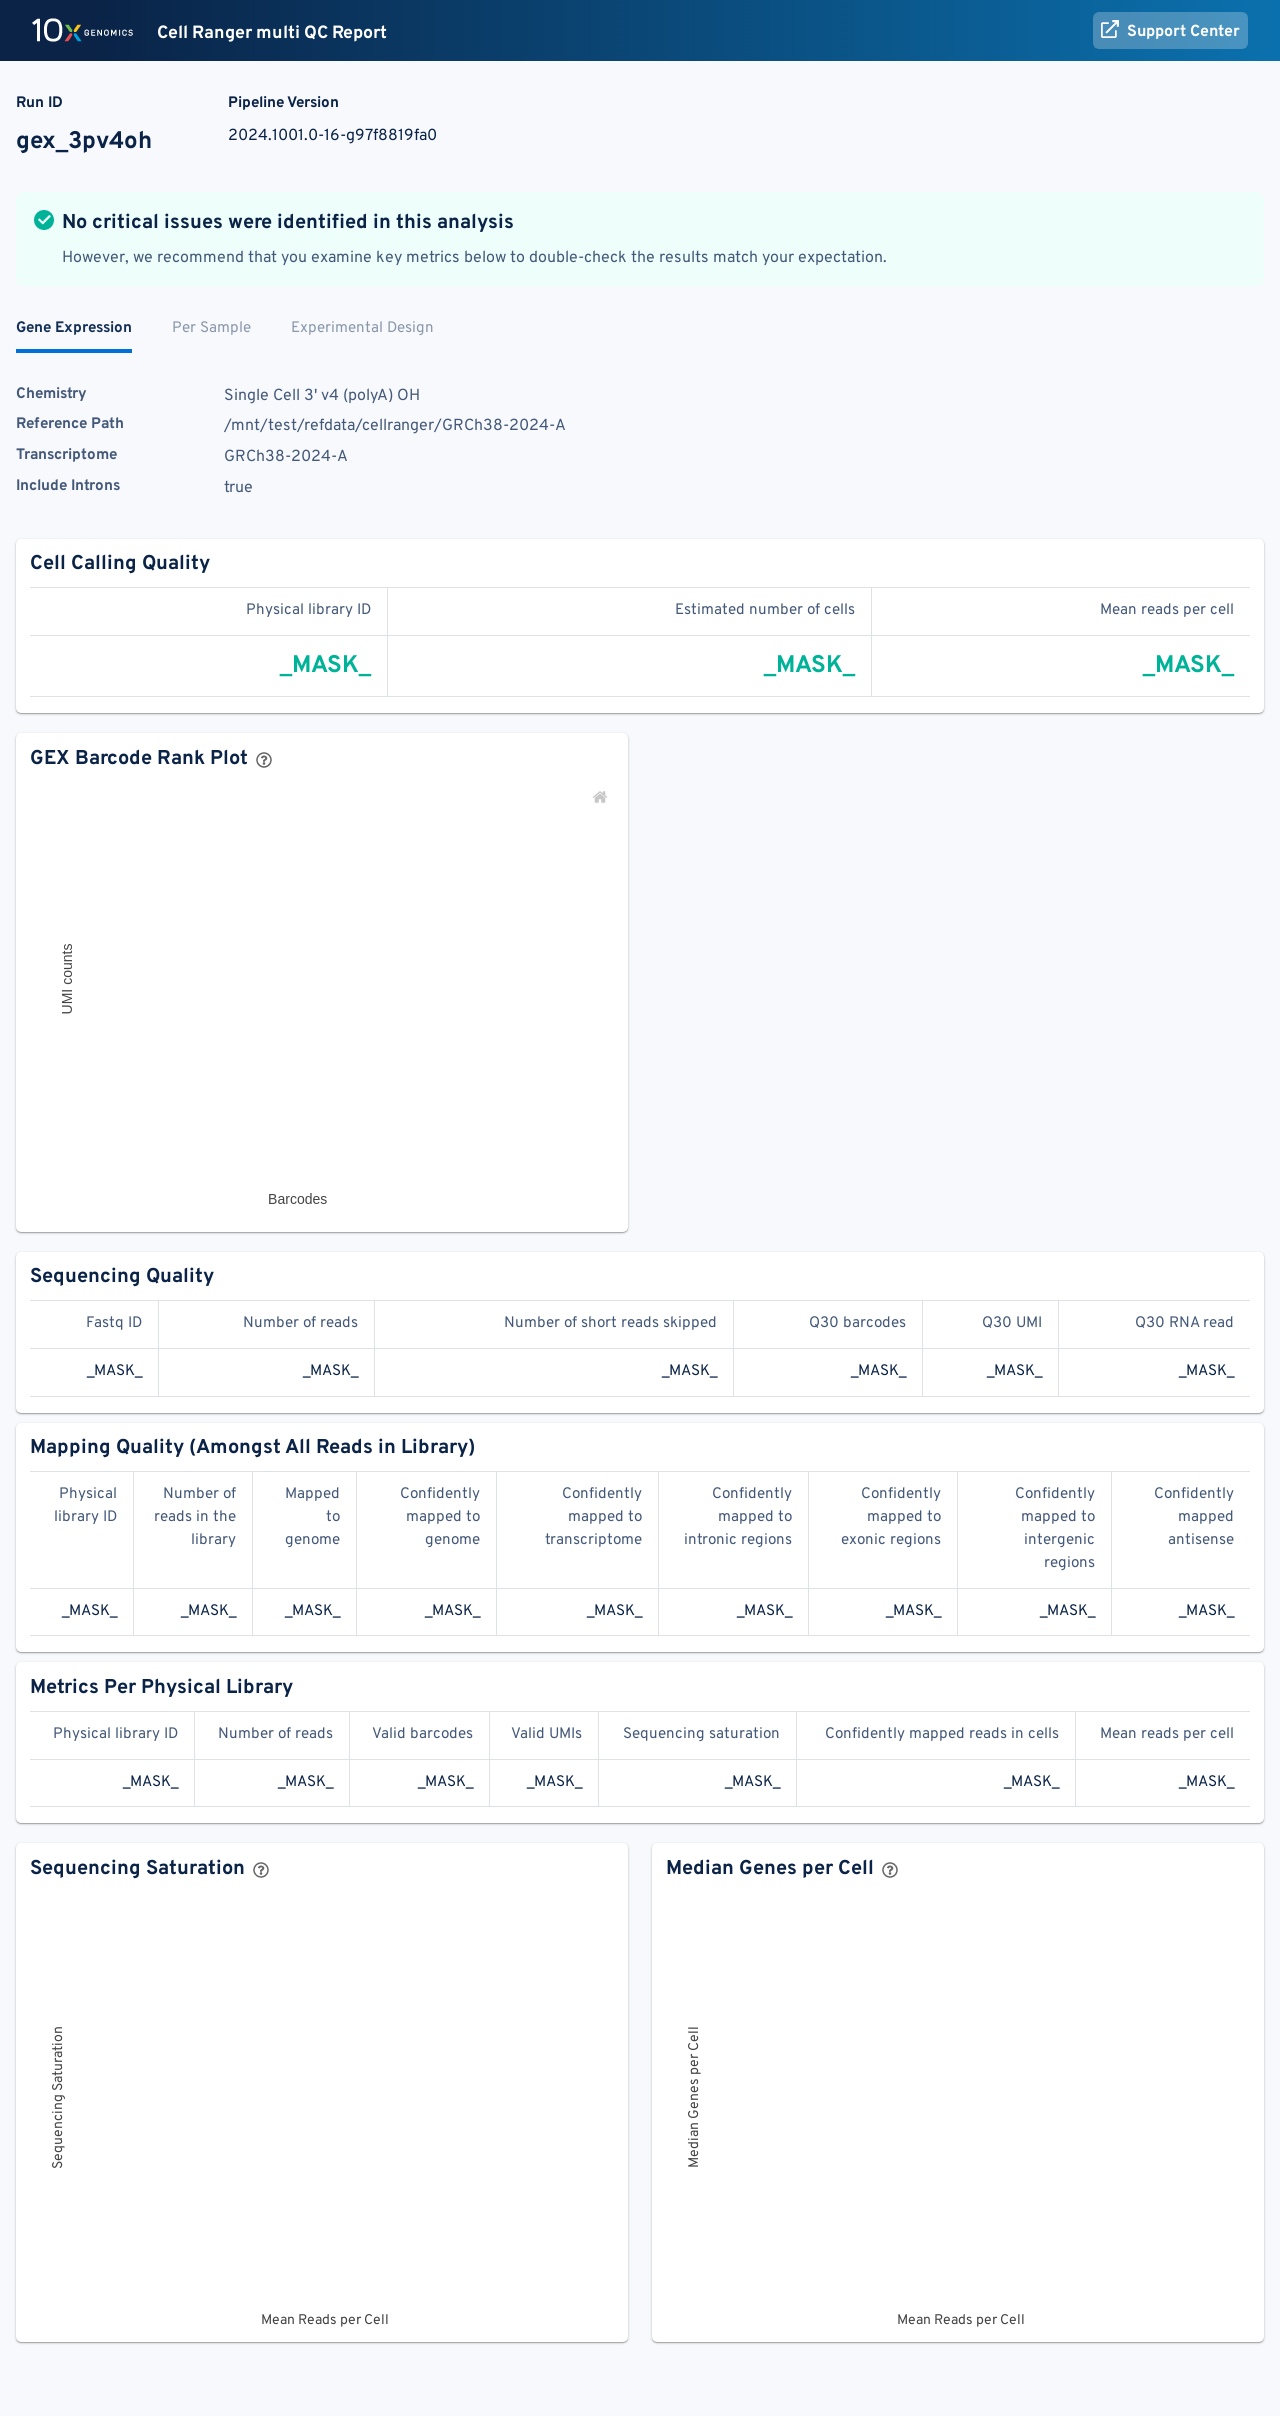 10x GENOMICS Cell Ranger multi QC Report Support Center
Run ID Pipeline Version
gex_3pv4oh 2024.1001.0-16-g97f8819fa0
No critical issues were identified in this analysis
However, we recommend that you examine key metrics below to double-check the results match your expectation.
Gene Expression Per Sample Experimental Design
Chemistry Single Cell 3' v4 (polyA) OH
Reference Path /mnt/test/refdata/cellranger/GRCh38-2024-A
Transcriptome GRCh38-2024-A
Include Introns true
Cell Calling Quality
Physical library ID Estimated number of cells Mean reads per cell
_MASK_ _MASK_ _MASK_
GEX Barcode Rank Plot ?
UMI counts
Barcodes
Sequencing Quality
Fastq ID Number of reads Number of short reads skipped Q30 barcodes Q30 UMI Q30 RNA read
_MASK_ _MASK_ _MASK_ _MASK_ _MASK_ _MASK_
Mapping Quality (Amongst All Reads in Library)
Physical Number of Mapped Confidently Confidently Confidently Confidently Confidently Confidently
library ID reads in the to mapped to mapped to mapped to mapped to mapped to mapped
library genome genome transcriptome intronic regions exonic regions intergenic antisense
regions
_MASK_ _MASK_ _MASK_ _MASK_ _MASK_ _MASK_ _MASK_ _MASK_ _MASK_
Metrics Per Physical Library
Physical library ID Number of reads Valid barcodes Valid UMIs Sequencing saturation Confidently mapped reads in cells Mean reads per cell
_MASK_ _MASK_ _MASK_ _MASK_ _MASK_ _MASK_ _MASK_
Sequencing Saturation ?
Sequencing Saturation
Mean Reads per Cell
Median Genes per Cell ?
Median Genes per Cell
Mean Reads per Cell